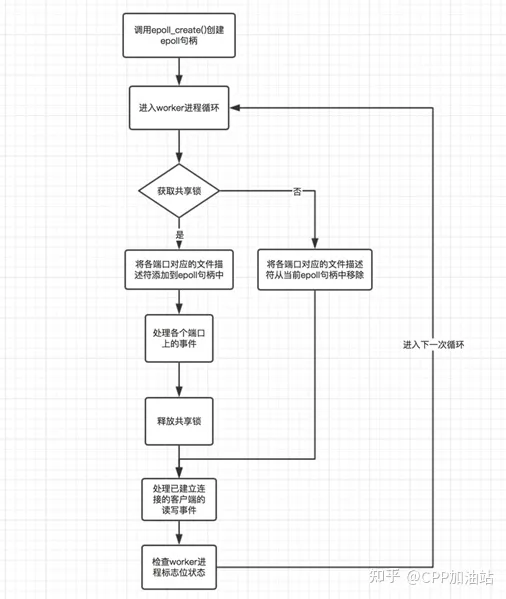 调用epoll_create()创建
epoll句柄
进入worker进程循环
获取共享锁
否
是
将各端口对应的文件描
述符添加到epoll句柄中
将各端口对应的文件描述
符从当前epoll句柄中移除
处理各个端口
上的事件
进入下一次循环
释放共享锁
处理已建立连
接的客户端的
读写事件
检查worker进
程标志位状态
知乎 @CPP加油站